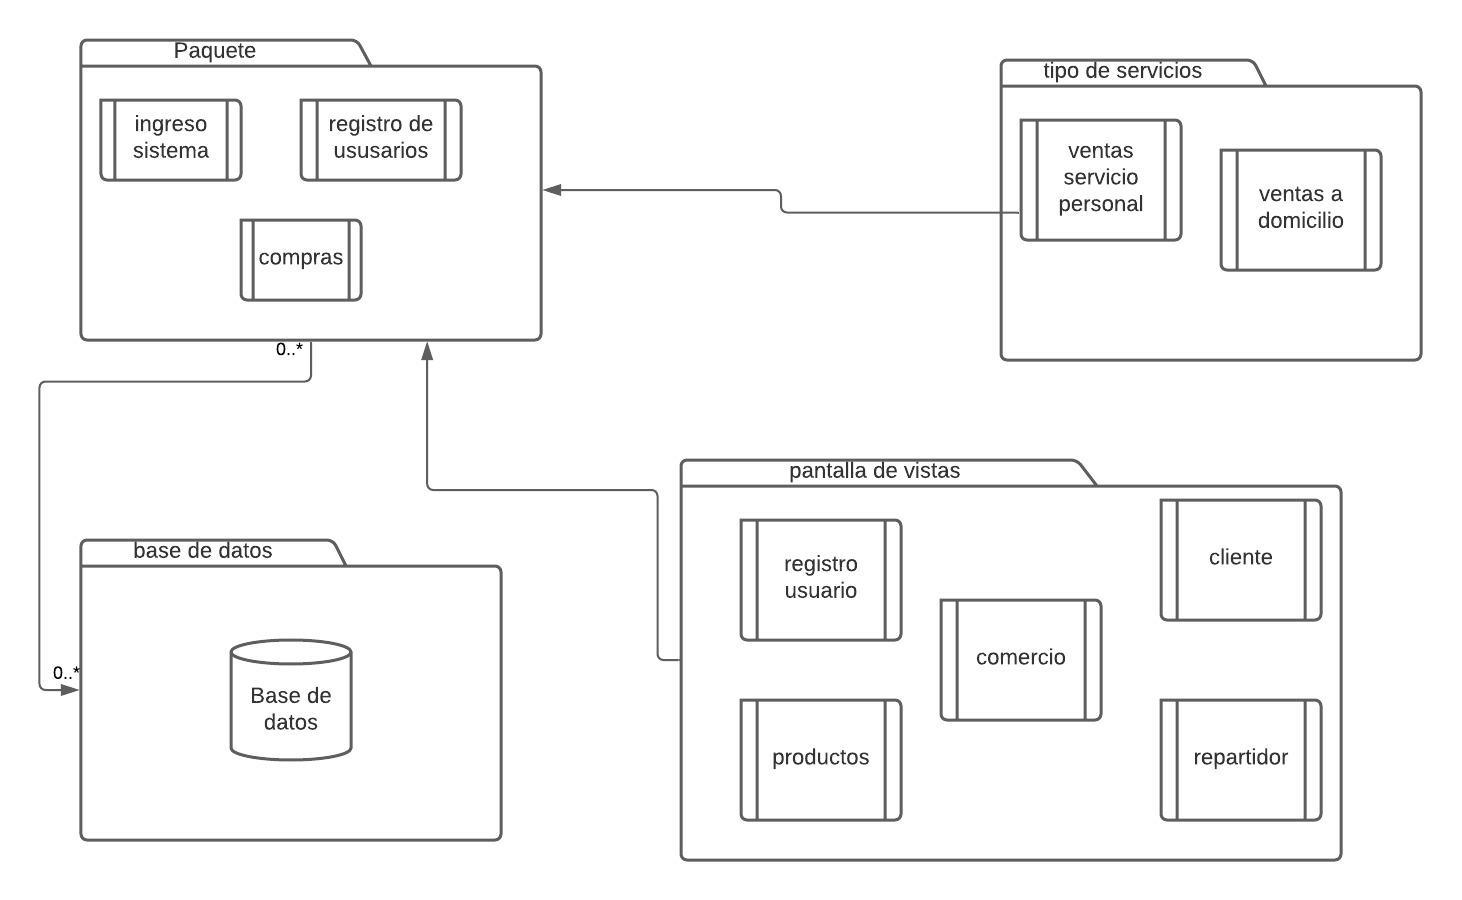 Paquete
ingreso
sistema
registro de
ususarios
compras
0..*
tipo de servicios
ventas
servicio
personal
ventas a
domicilio
base de datos
0..*
Base de
datos
pantalla de vistas
registro
usuario
cliente
comercio
productos
repartidor